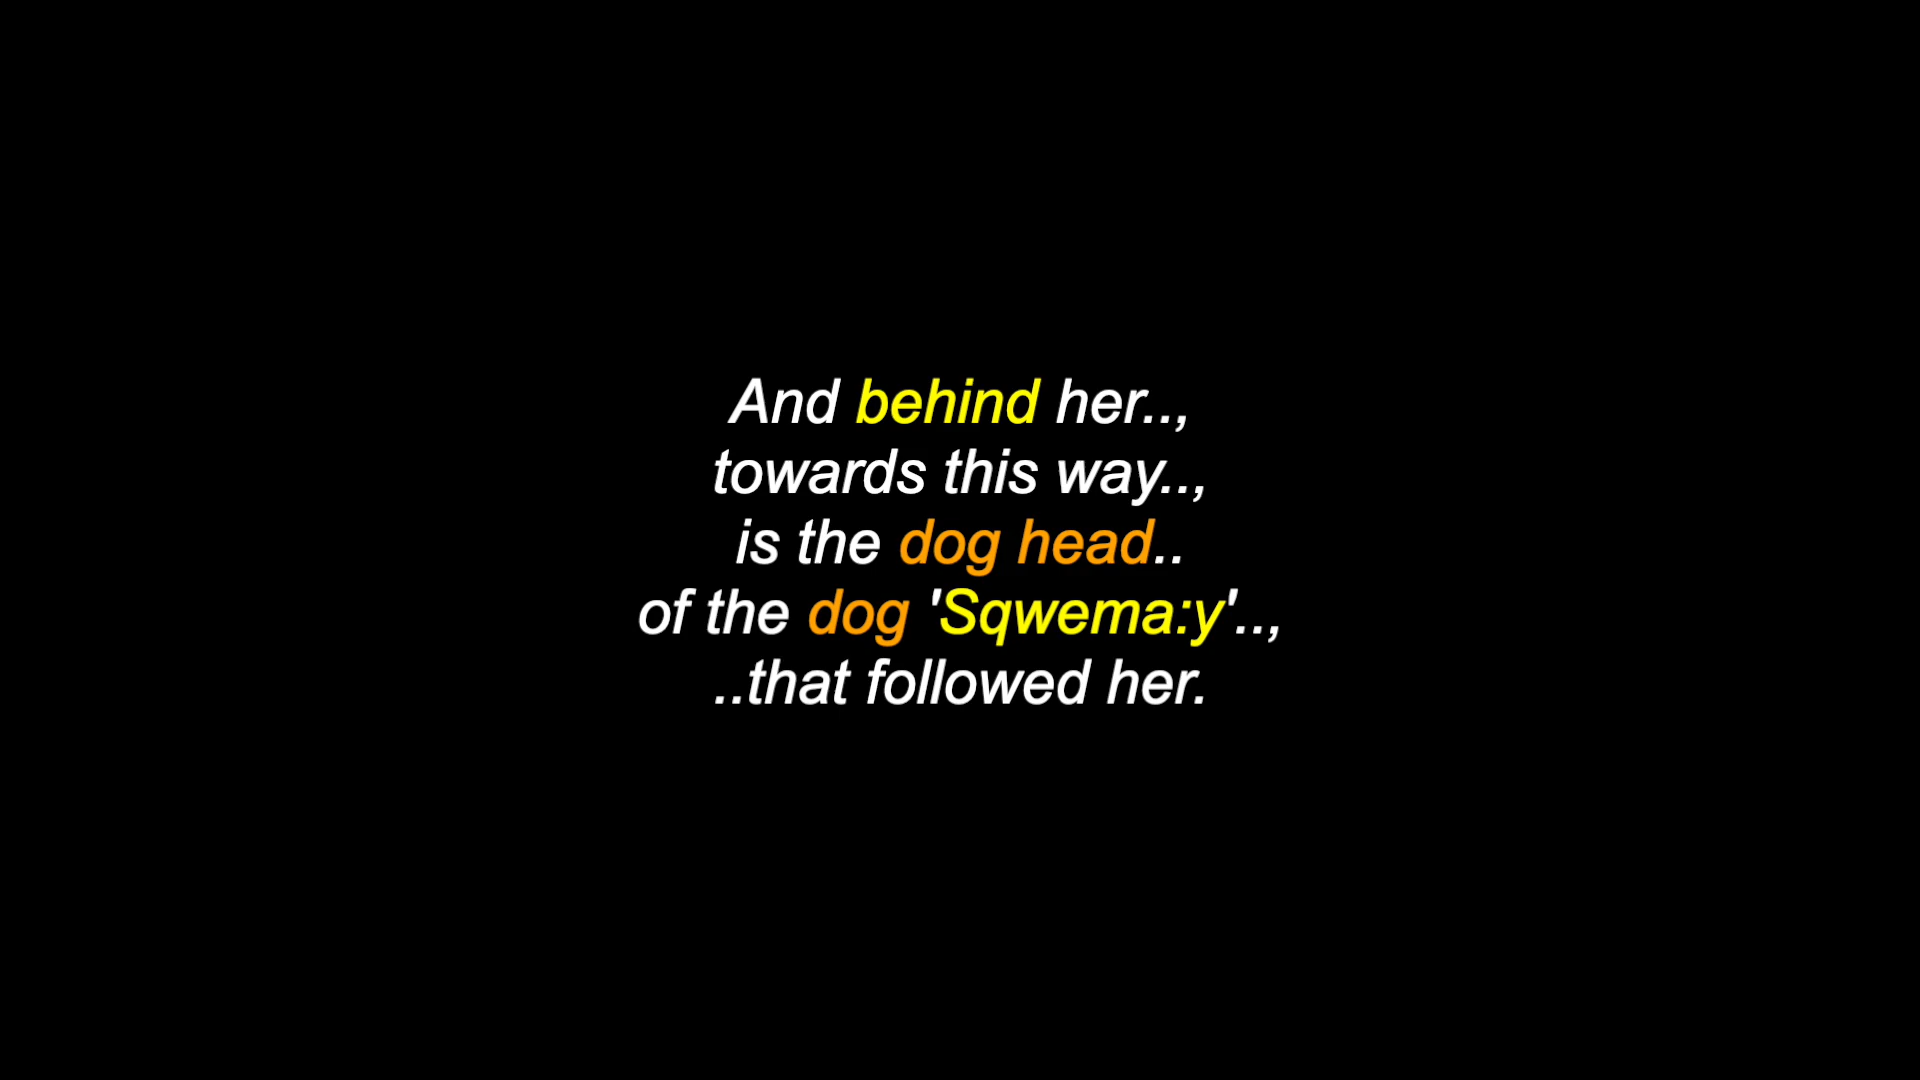 And behind her..,
towards this way..,
is the dog head..
of the dog 'Sqwema:y'..,
..that followed her.